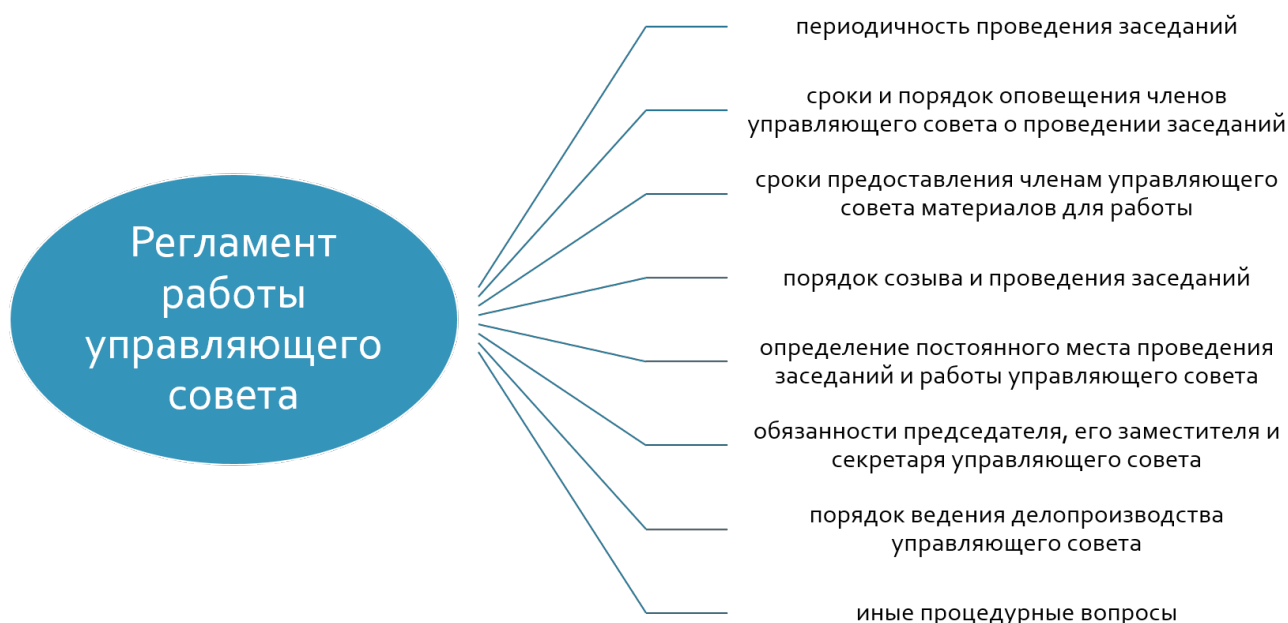 Регламент
работы
управляющего
совета
периодичность проведения заседаний
сроки и порядок оповещения членов
управляющего совета о проведении заседаний
сроки предоставления членам управляющего
совета материалов для работы
порядок созыва и проведения заседаний
определение постоянного места проведения
заседаний и работы управляющего совета
обязанности председателя, его заместителя и
секретаря управляющего совета
порядок ведения делопроизводства
управляющего совета
иные процедурные вопросы